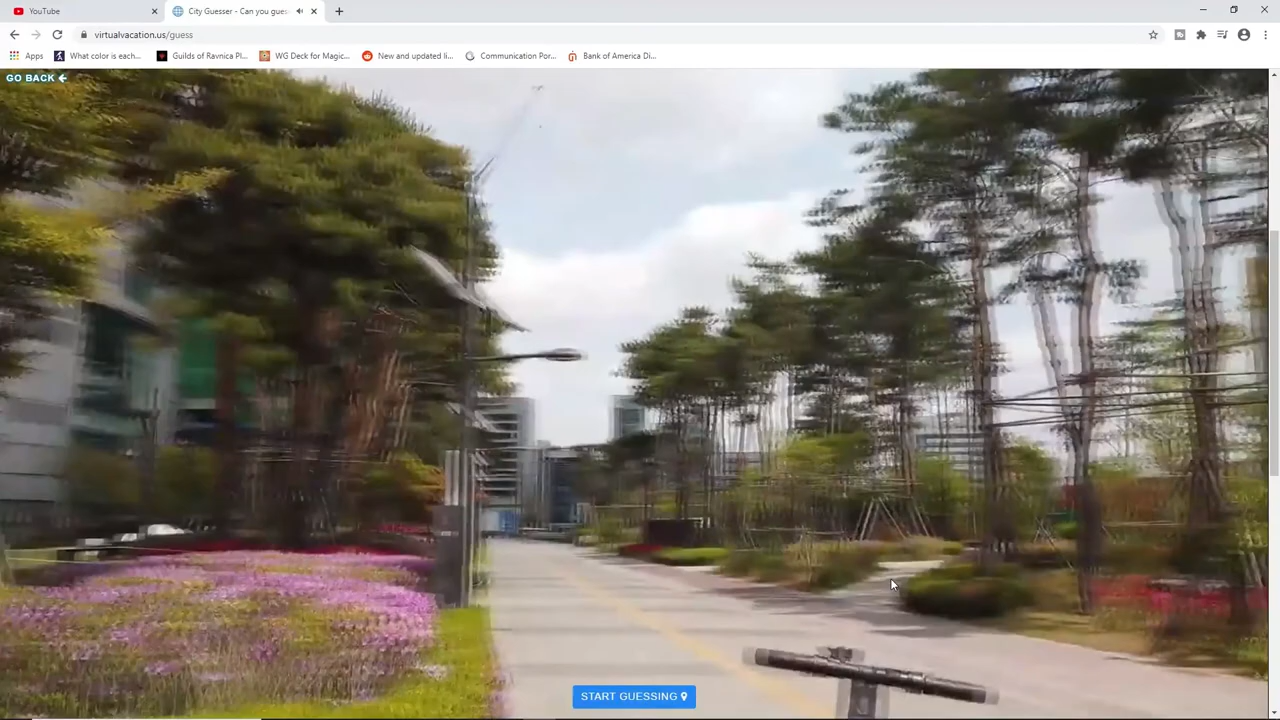 YouTube
City Guesser - Can you gues
virtualvacation.us/guess
Apps
What color is each...
Guilds of Ravnica Pl...
WG Deck for Magic...
New and updated li...
Communication Por...
Bank of America Di...
GO BACK
START GUESSING